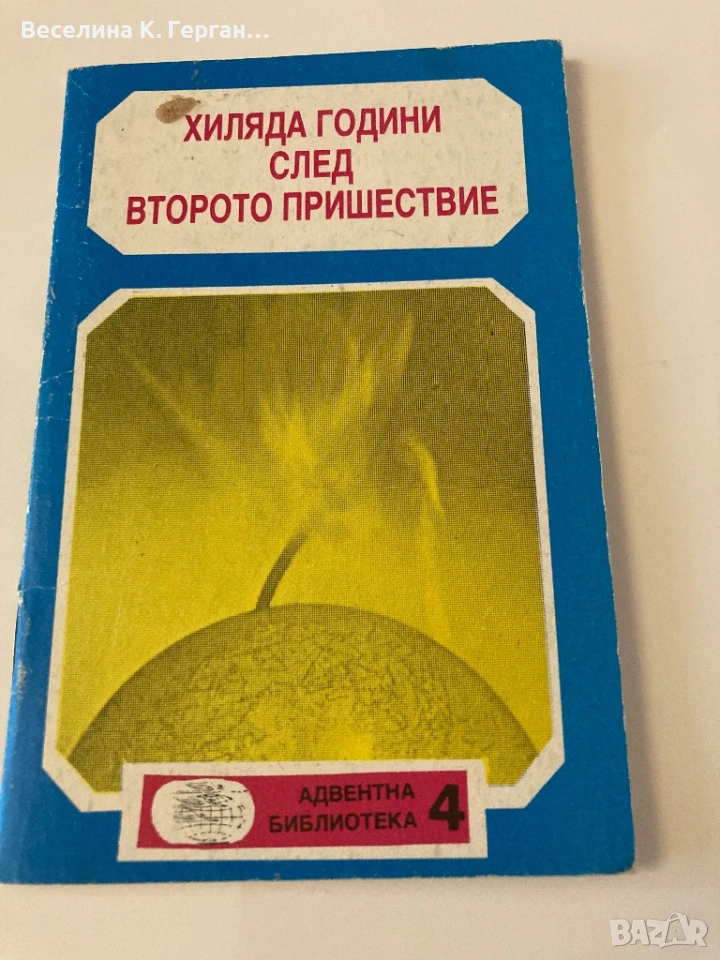 Веселина К. Герган...
ХИЛЯДА ГОДИНИ
СЛЕД
ВТОРОТО ПРИШЕСТВИЕ
АДВЕНТНА
БИБЛИОТЕКА 4
BAZAR